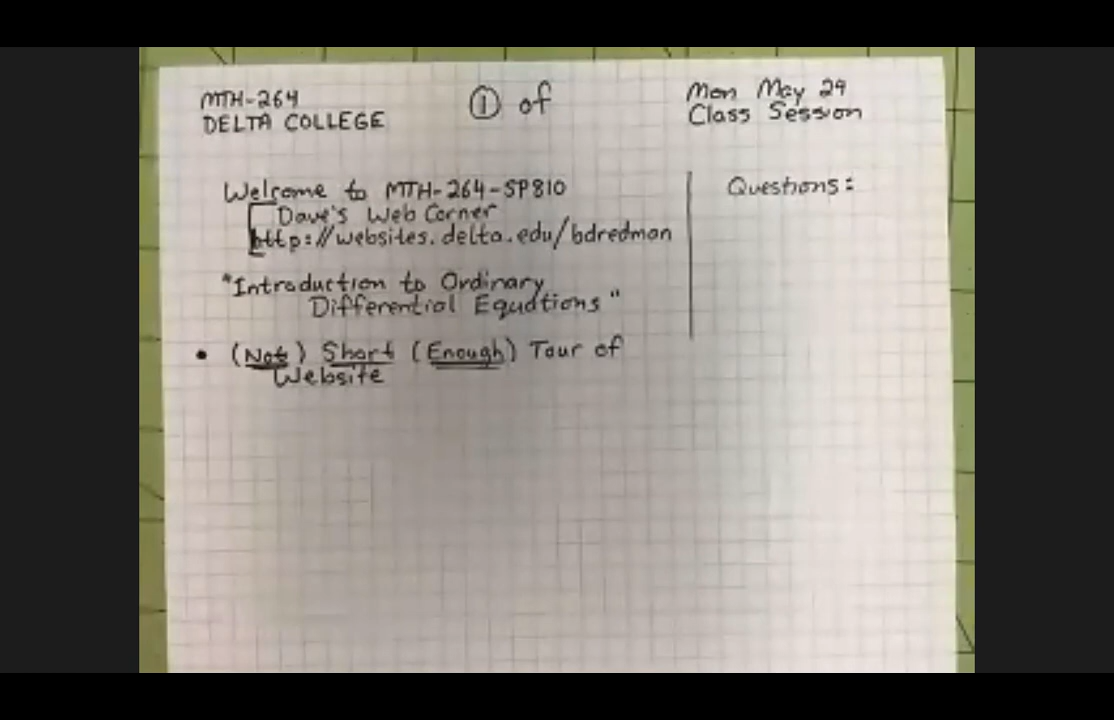 MTH-264
DELTA COLLEGE
① of
Mon May 29
Class Session
Welcome to MTH-264-SP810
Dave's Web Corner
http://websites.delta.edu/bdredman
"Introduction to Ordinary
Differential Equations"
• (Not) Short (Enough) Tour of
Website
Questions: